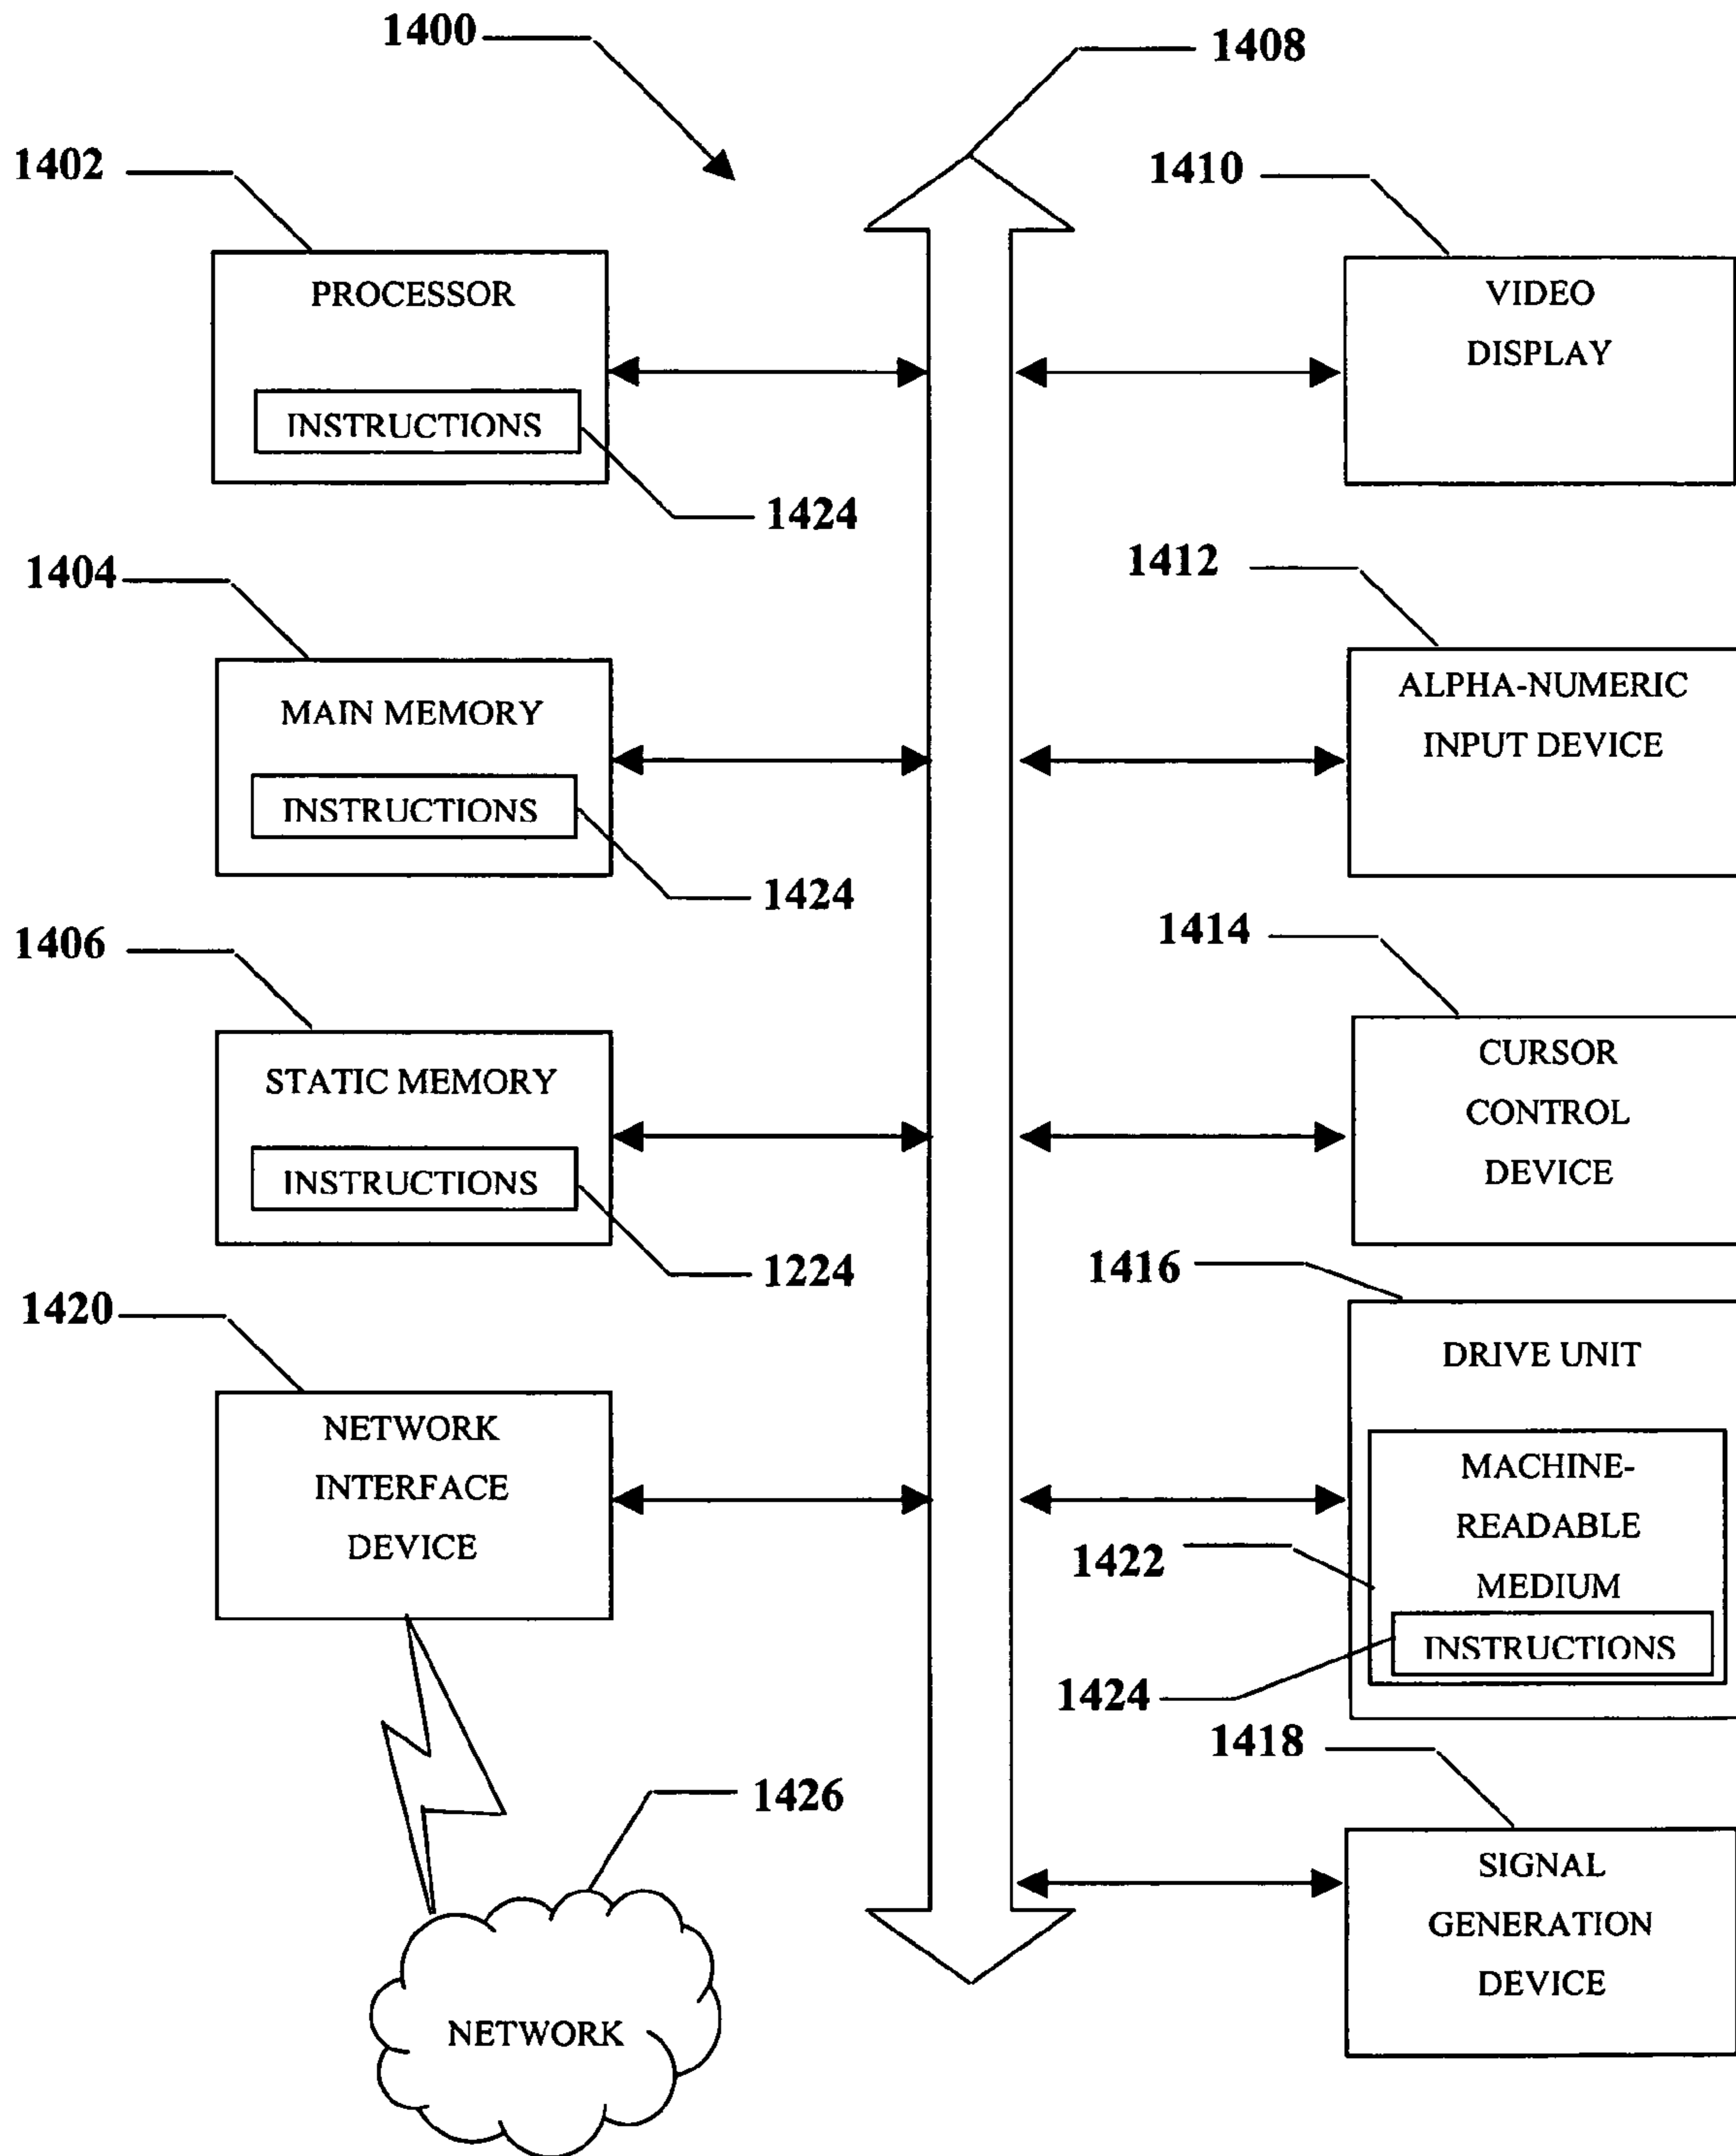 1400
1408
1402
1410
PROCESSOR
INSTRUCTIONS
1424
VIDEO
DISPLAY
1404
1412
MAIN MEMORY
INSTRUCTIONS
1424
ALPHA-NUMERIC
INPUT DEVICE
1406
1414
STATIC MEMORY
INSTRUCTIONS
1224
CURSOR
CONTROL
DEVICE
1420
1416
NETWORK
INTERFACE
DEVICE
DRIVE UNIT
MACHINE-
READABLE
MEDIUM
1422
INSTRUCTIONS
1424
1418
1426
NETWORK
SIGNAL
GENERATION
DEVICE